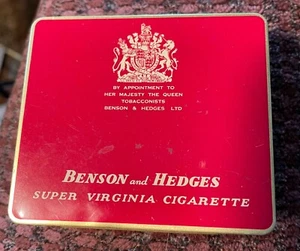 BY APPOINTMENT TO
HER MAJESTY THE QUEEN
TOBACCONISTS
BENSON & HEDGES LTD
BENSON and HEDGES
SUPER VIRGINIA CIGARETTE